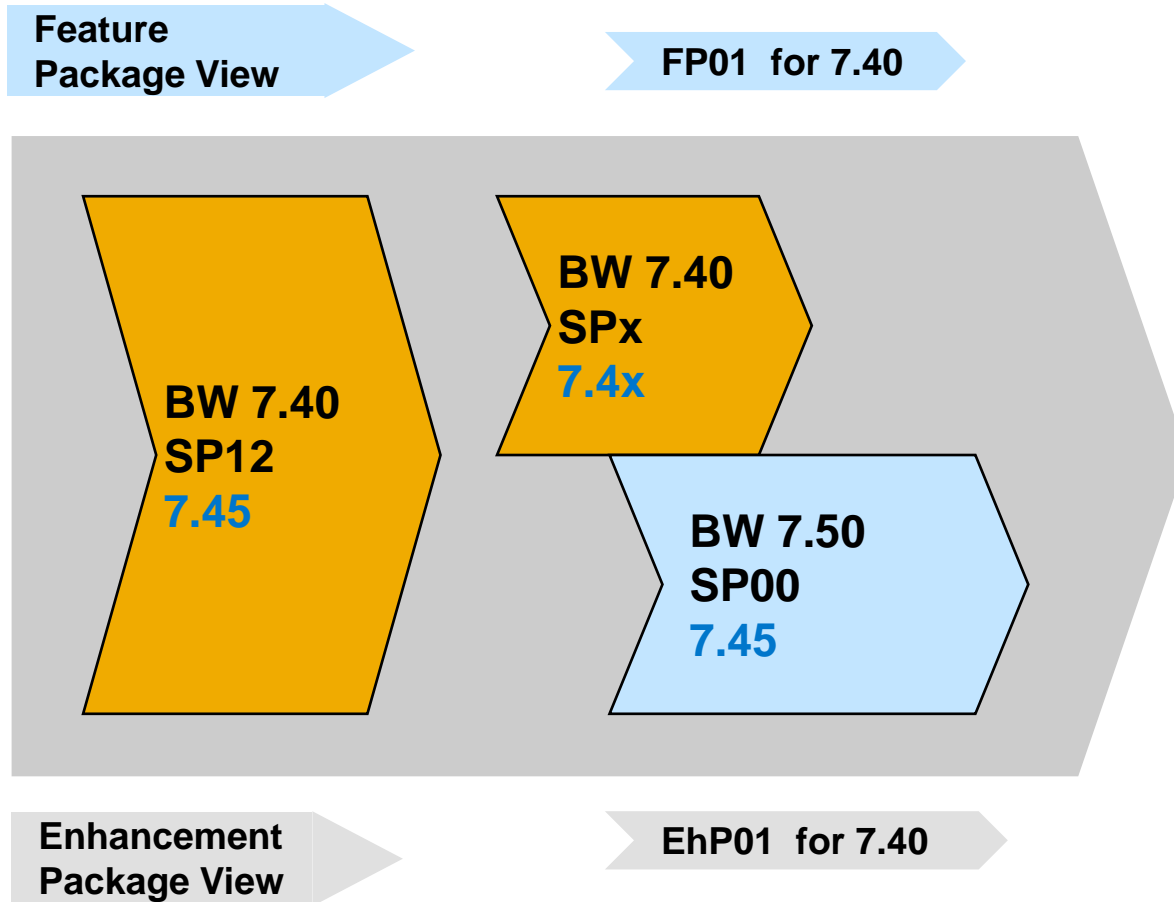 Feature
Package View
FP01 for 7.40
BW 7.40
SP12
7.45
BW 7.40
SPx
7.4x
BW 7.50
SP00
7.45
Enhancement
Package View
EhP01 for 7.40